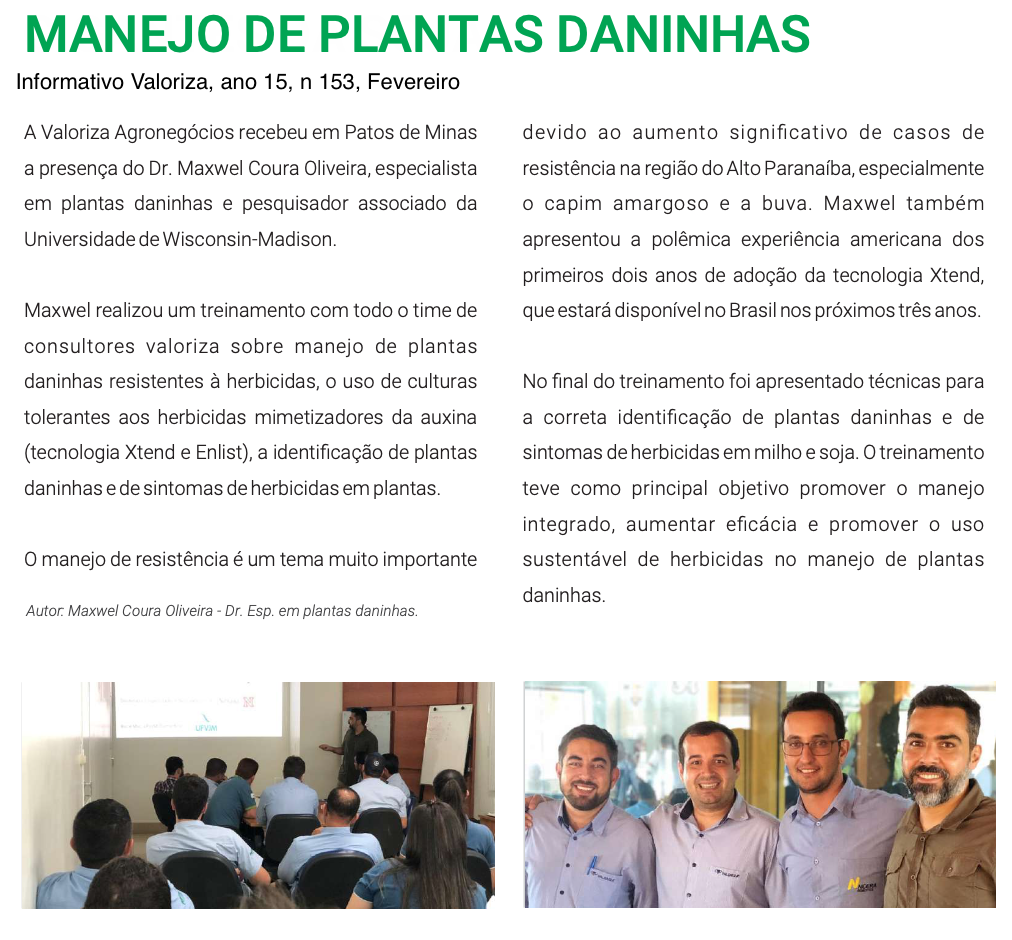 MANEJO DE PLANTAS DANINHAS
Informativo Valoriza, ano 15, n 153, Fevereiro
A Valoriza Agronegócios recebeu em Patos de Minas
a presença do Dr. Maxwel Coura Oliveira, especialista
em plantas daninhas e pesquisador associado da
Universidade de Wisconsin-Madison.
Maxwel realizou um treinamento com todo o time de
consultores valoriza sobre manejo de plantas
daninhas resistentes à herbicidas, o uso de culturas
tolerantes aos herbicidas mimetizadores da auxina
(tecnologia Xtend e Enlist), a identificação de plantas
daninhas e de sintomas de herbicidas em plantas.
O manejo de resistência é um tema muito importante
Autor: Maxwel Coura Oliveira - Dr. Esp. em plantas daninhas.
devido ao aumento significativo de casos de
resistência na região do Alto Paranaíba, especialmente
o capim amargoso e a buva. Maxwel também
apresentou a polêmica experiência americana dos
primeiros dois anos de adoção da tecnologia Xtend,
que estará disponível no Brasil nos próximos três anos.
No final do treinamento foi apresentado técnicas para
a correta identificação de plantas daninhas e de
sintomas de herbicidas em milho e soja. O treinamento
teve como principal objetivo promover o manejo
integrado, aumentar eficácia e promover o uso
sustentável de herbicidas no manejo de plantas
daninhas.
UFVJM